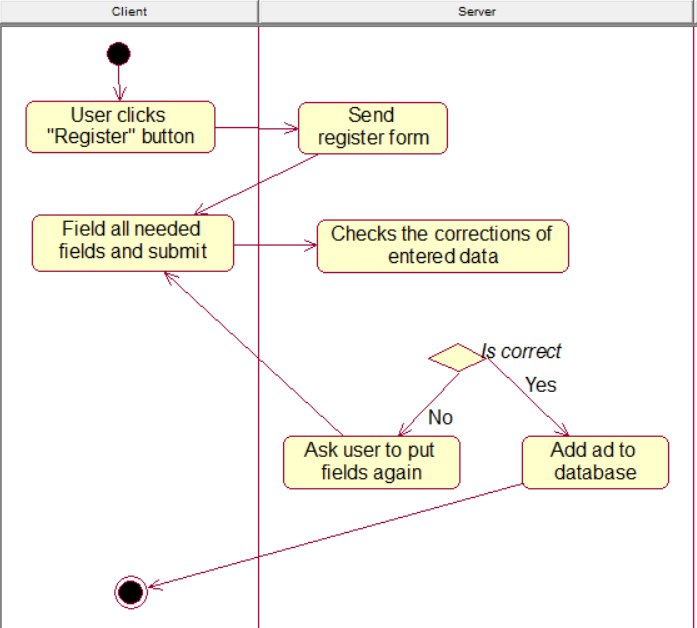 Client
Server
User clicks
"Register" button
Send
register form
Field all needed
fields and submit
Checks the corrections of
entered data
Is correct
Yes
No
Ask user to put
fields again
Add ad to
database